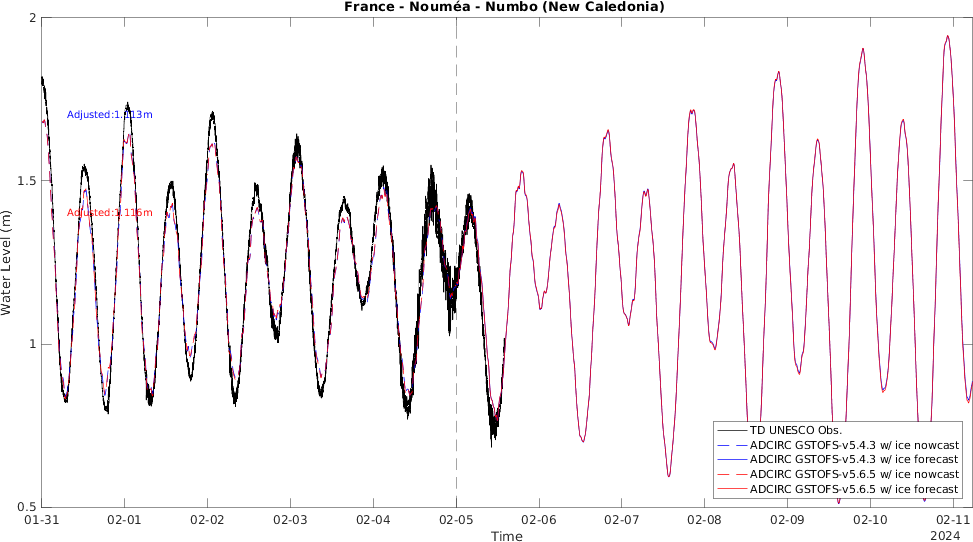 France - Nouméa - Numbo (New Caledonia)
2
Adjusted:1.113m
1.5
Adjusted:1.116m
Water Level (m)
1
TD UNESCO Obs.
ADCIRC GSTOFS-v5.4.3 w/ ice nowcast
ADCIRC GSTOFS-v5.4.3 w/ ice forecast
ADCIRC GSTOFS-v5.6.5 w/ ice nowcast
ADCIRC GSTOFS-v5.6.5 w/ ice forecast
0.5
01-31 02-01 02-02 02-03 02-04 02-05 02-06 02-07 02-08 02-09 02-10 02-11
Time 2024